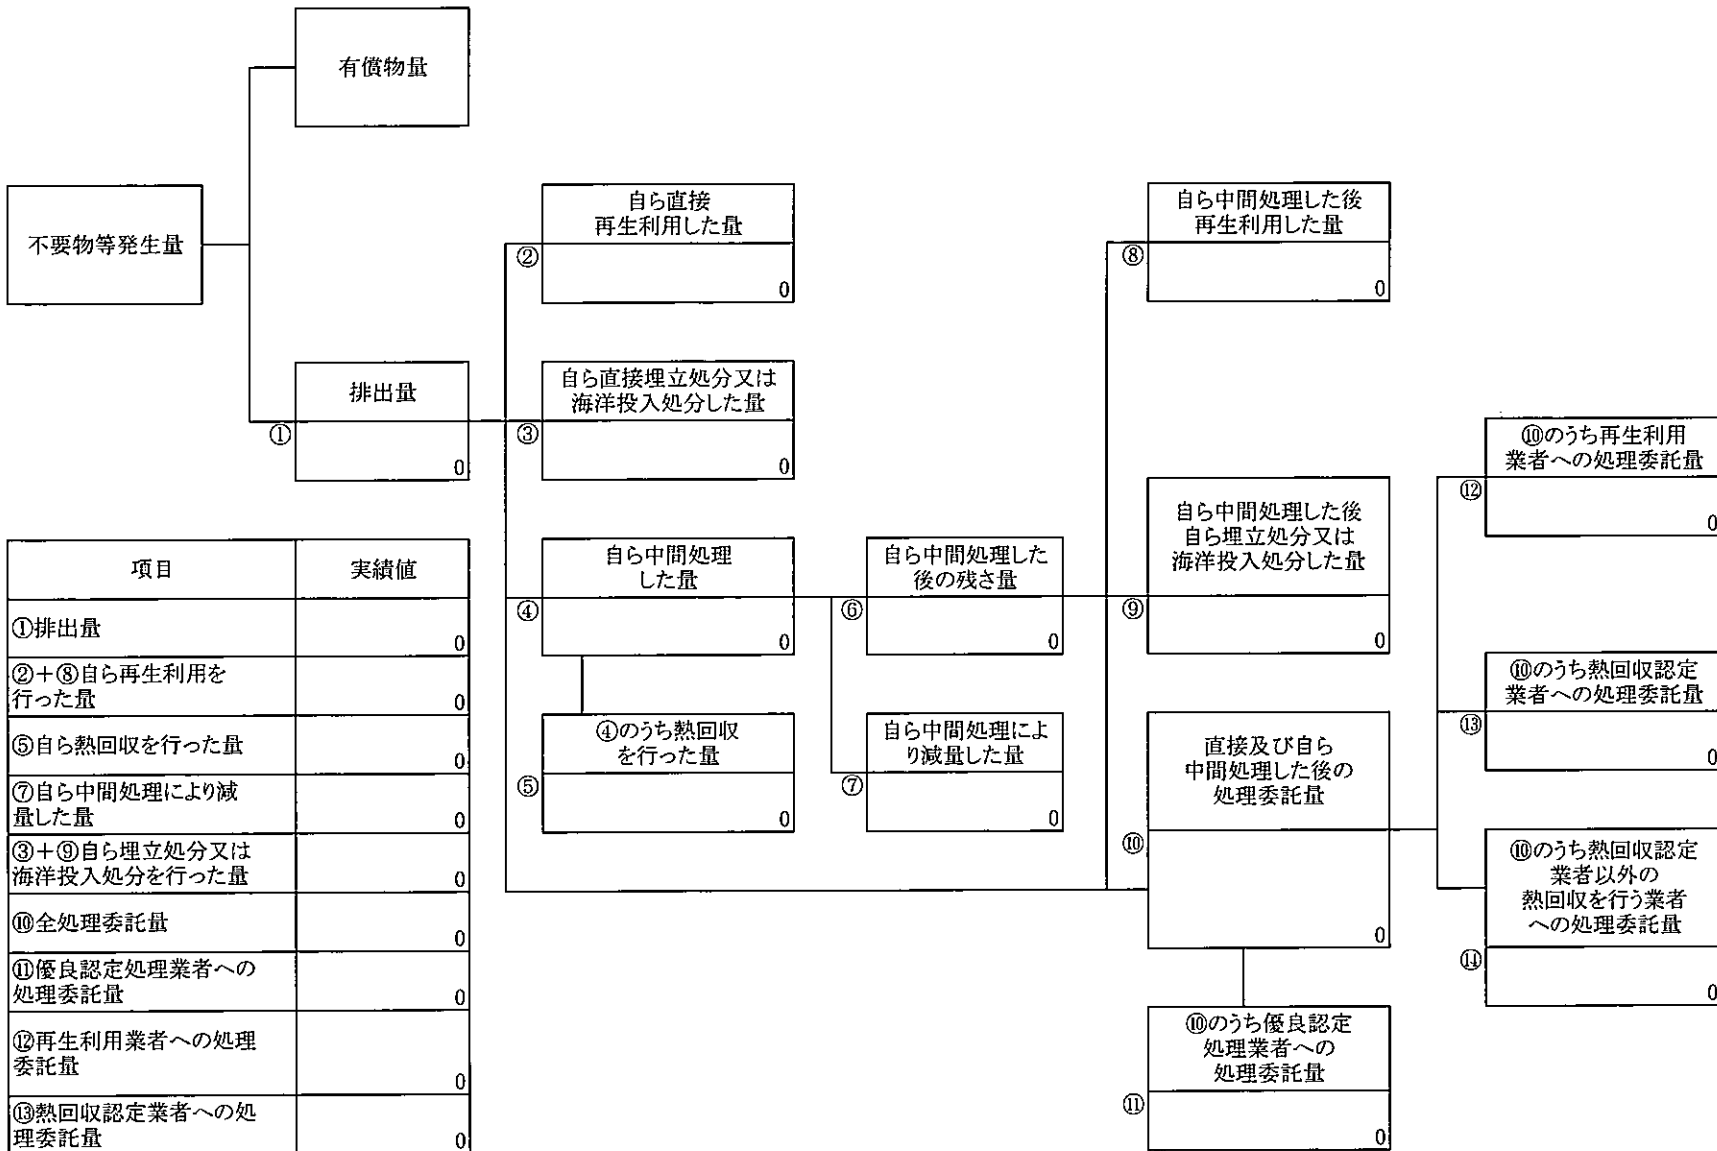 有償物量
不要物等発生量
排出量
①
0
自ら直接
再生利用した量
②
0
自ら直接埋立処分又は
海洋投入処分した量
③
0
自ら中間処理
した量
④
0
④のうち熱回収
を行った量
⑤
0
自ら中間処理した
後の残さ量
⑥
0
自ら中間処理によ
り減量した量
⑦
0
自ら中間処理した後
再生利用した量
⑧
0
自ら中間処理した後
自ら埋立処分又は
海洋投入処分した量
⑨
0
直接及び自ら
中間処理した後の
処理委託量
⑩
0
⑩のうち優良認定
処理業者への
処理委託量
⑪
0
⑩のうち再生利用
業者への処理委託量
⑫
0
⑩のうち熱回収認定
業者への処理委託量
⑬
0
⑩のうち熱回収認定
業者以外の
熱回収を行う業者
への処理委託量
⑭
0
項目 実績値
①排出量
0
②+⑧自ら再生利用を
行った量
0
⑤自ら熱回収を行った量
0
⑦自ら中間処理により減
量した量
0
③+⑨自ら埋立処分又は
海洋投入処分を行った量
0
⑩全処理委託量
0
⑪優良認定処理業者への
処理委託量
0
⑫再生利用業者への処理
委託量
0
⑬熱回収認定業者への処
理委託量
0